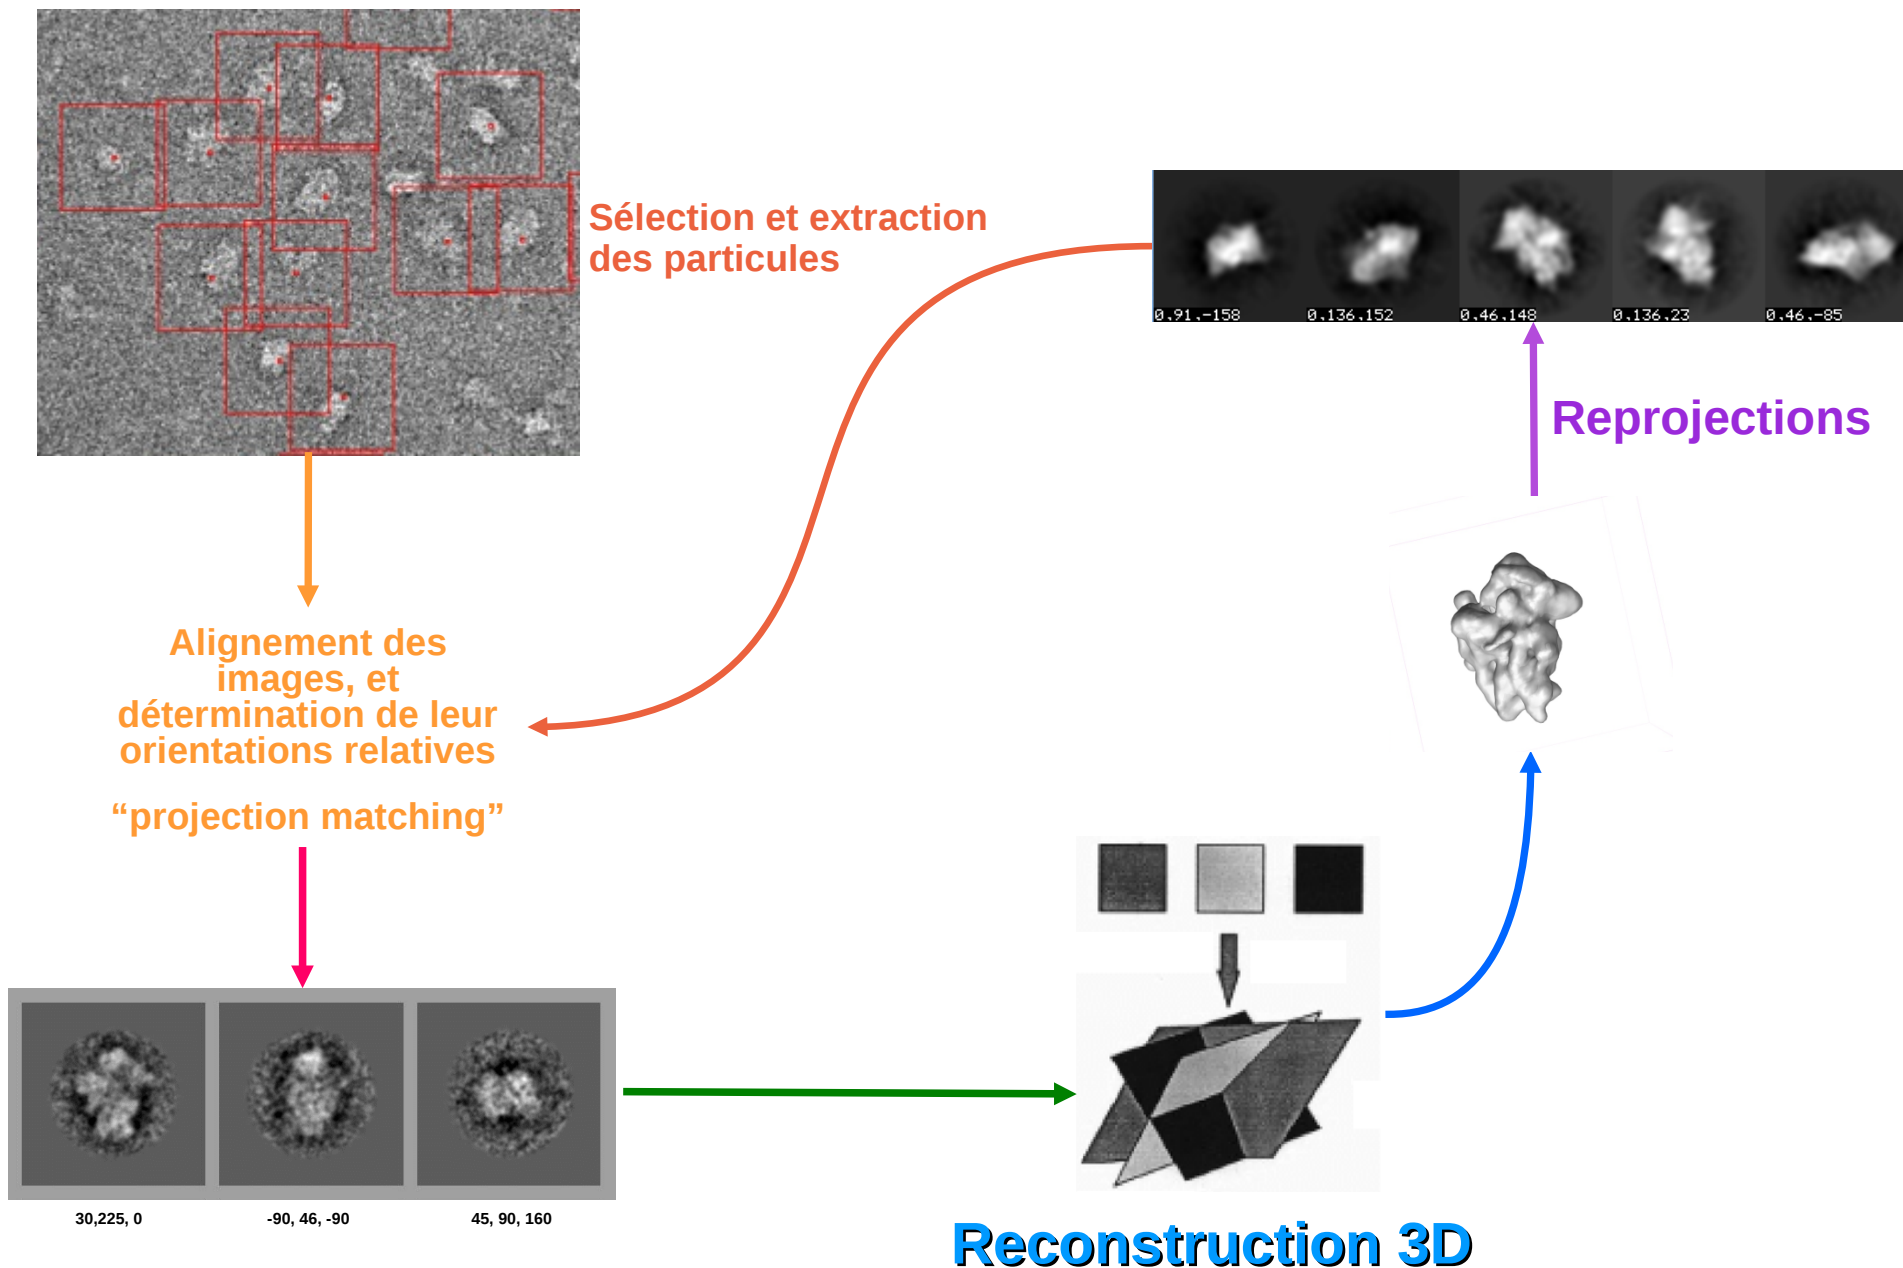 Sélection et extraction
des particules
0,91,-158
0,136,152
0,46,148
0,136,23
0,46,-85
Reprojections
Alignement des
images, et
détermination de leur
orientations relatives
“projection matching”
30,225, 0
-90, 46, -90
45, 90, 160
Reconstruction 3D